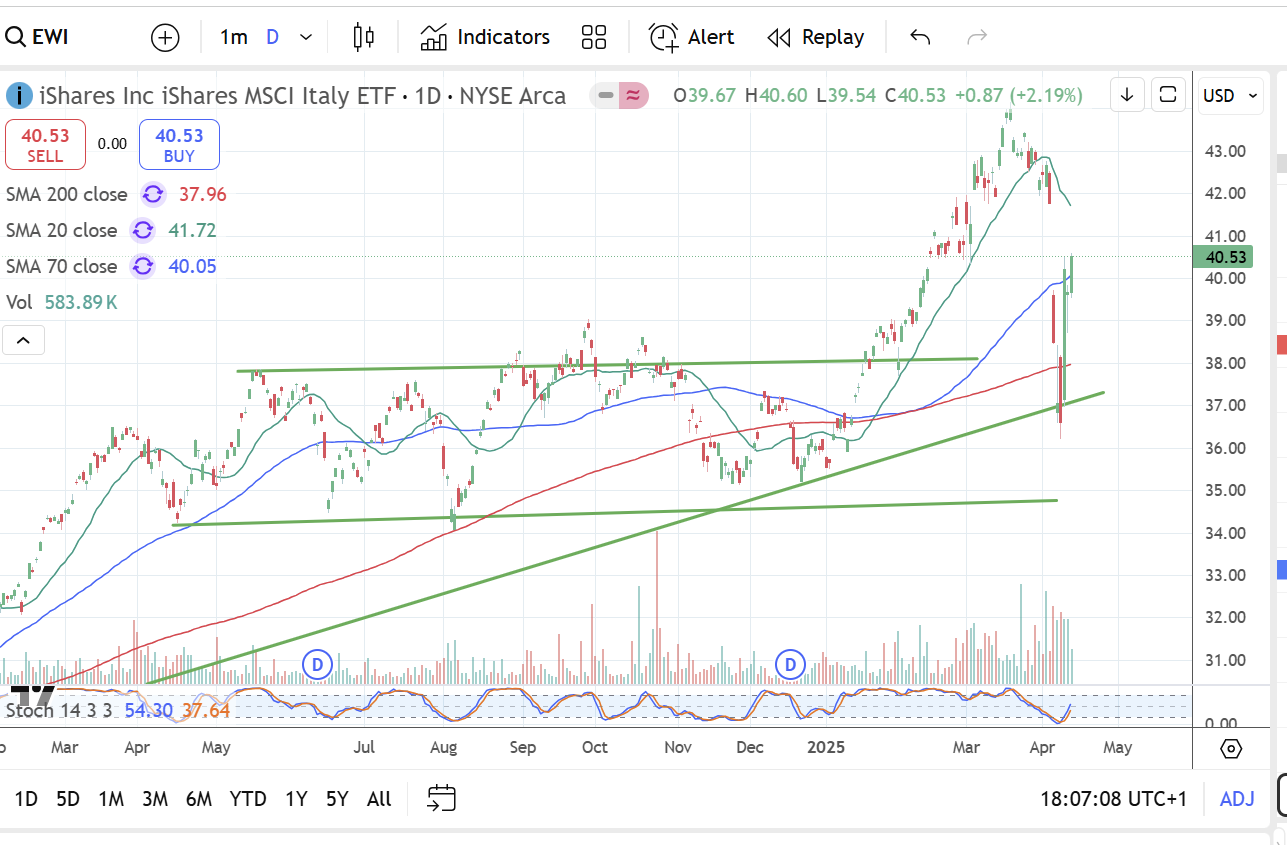 EWI 1m D Indicators Alert Replay
iShares Inc iShares MSCI Italy ETF · 1D · NYSE Arca O39.67 H40.60 L39.54 C40.53 +0.87 (+2.19%) USD
40.53 SELL 0.00 40.53 BUY
SMA 200 close 37.96
SMA 20 close 41.72
SMA 70 close 40.05
Vol 583.89 K
43.00
42.00
41.00
40.53
40.00
39.00
38.00
37.00
36.00
35.00
34.00
33.00
32.00
31.00
D D
Stoch 14 3 3 54.30 37.64
0.00
Mar Apr May Jul Aug Sep Oct Nov Dec 2025 Mar Apr May
1D 5D 1M 3M 6M YTD 1Y 5Y All 18:07:08 UTC+1 ADJ